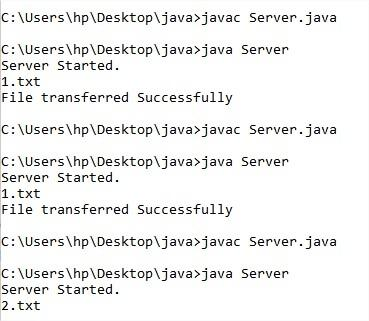 C:\Users\hp\Desktop\java>javac Server.java
C:\Users\hp\Desktop\java>java Server
Server Started.
1.txt
File transferred Successfully
C:\Users\hp\Desktop\java>javac Server.java
C:\Users\hp\Desktop\java>java Server
Server Started.
1.txt
File transferred Successfully
C:\Users\hp\Desktop\java>javac Server.java
C:\Users\hp\Desktop\java>java Server
Server Started.
2.txt